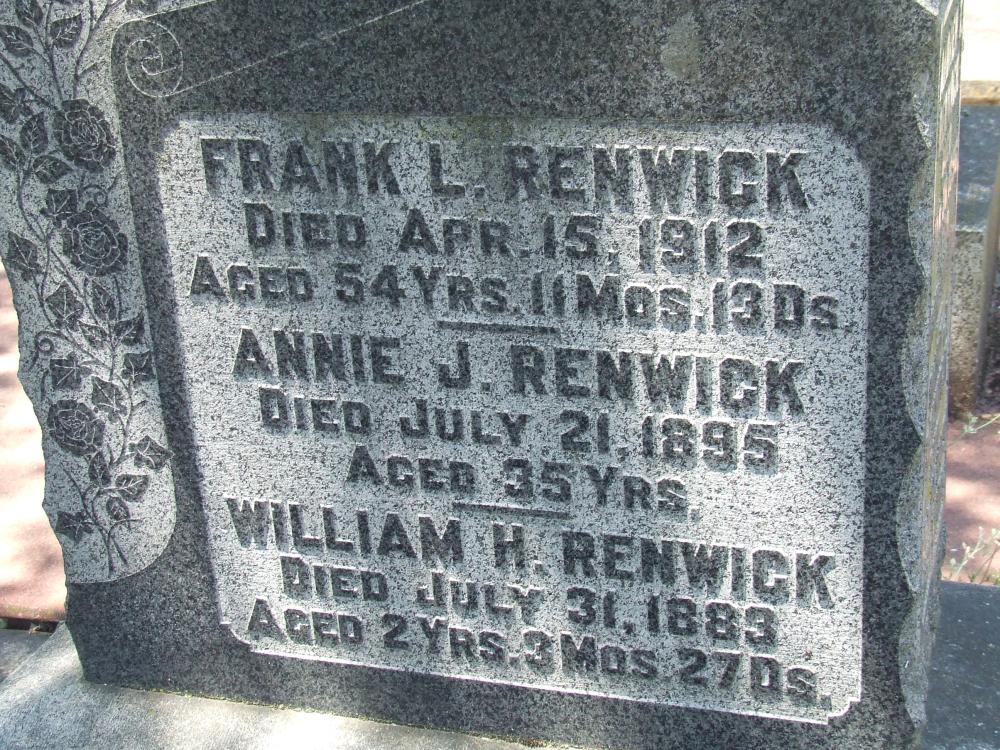 FRANK L. RENWICK
DIED APR. 15, 1912
AGED 54 YRS. 11 MOS. 13 DS.
ANNIE J. RENWICK
DIED JULY 21, 1895
AGED 35 YRS.
WILLIAM H. RENWICK
DIED JULY 31, 1883
AGED 2 YRS. 3 MOS 27 DS.